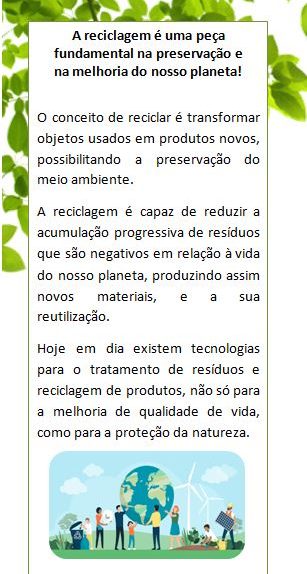 A reciclagem é uma peça
fundamental na preservação e
na melhoria do nosso planeta!
O conceito de reciclar é transformar
objetos usados em produtos novos,
possibilitando a preservação do
meio ambiente.
A reciclagem é capaz de reduzir a
acumulação progressiva de resíduos
que são negativos em relação à vida
do nosso planeta, produzindo assim
novos materiais, e a sua
reutilização.
Hoje em dia existem tecnologias
para o tratamento de resíduos e
reciclagem de produtos, não só para
a melhoria de qualidade de vida,
como para a proteção da natureza.